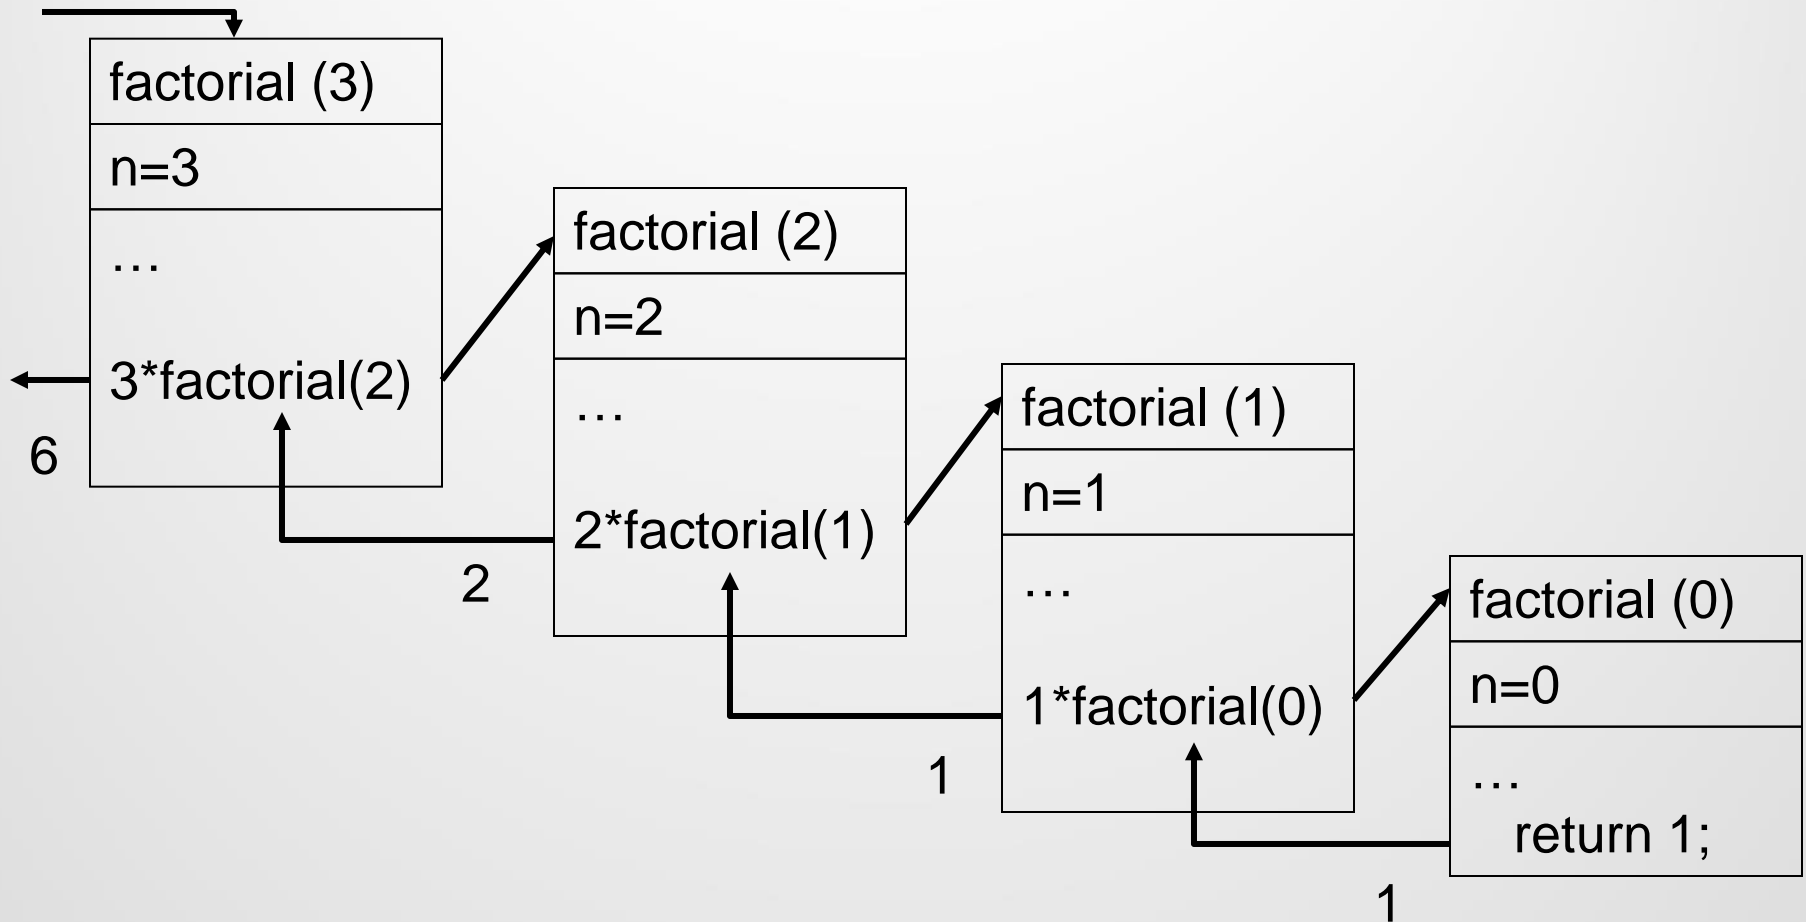 factorial (3)
n=3
…
3*factorial(2)
6
factorial (2)
n=2
…
2*factorial(1)
2
factorial (1)
n=1
…
1*factorial(0)
1
factorial (0)
n=0
…
return 1;
1